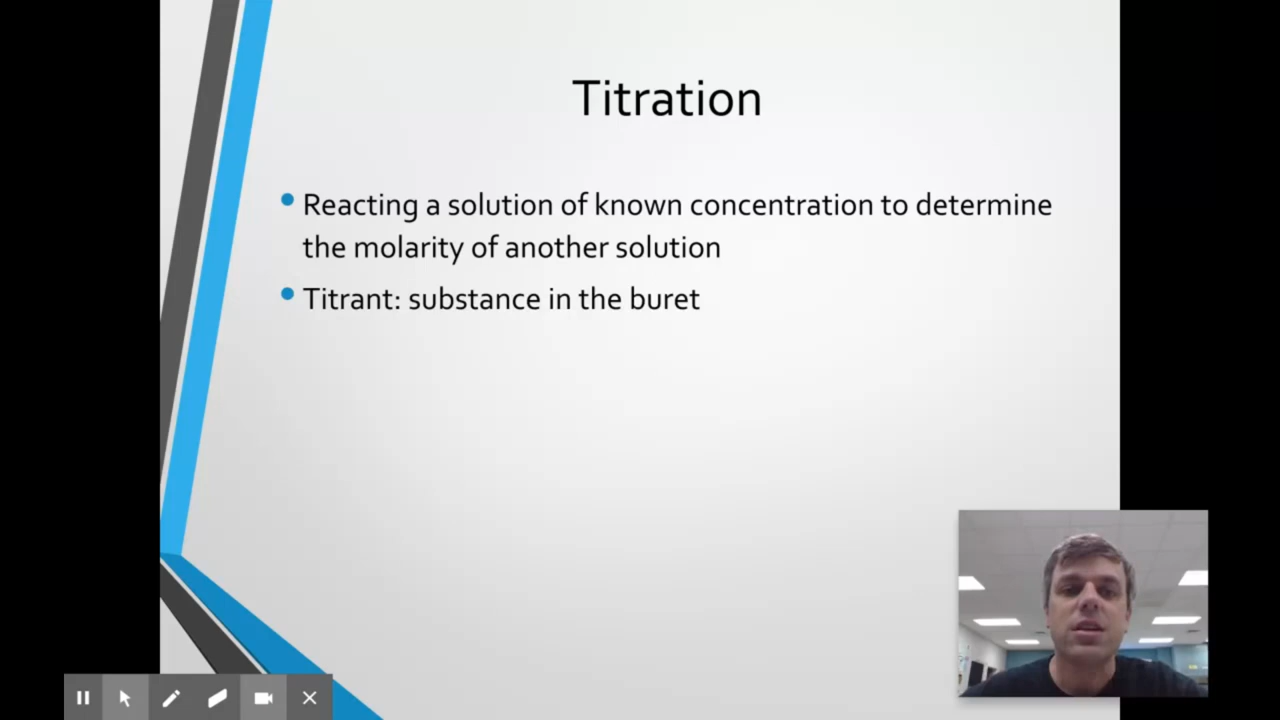 Titration
Reacting a solution of known concentration to determine
the molarity of another solution
Titrant: substance in the buret